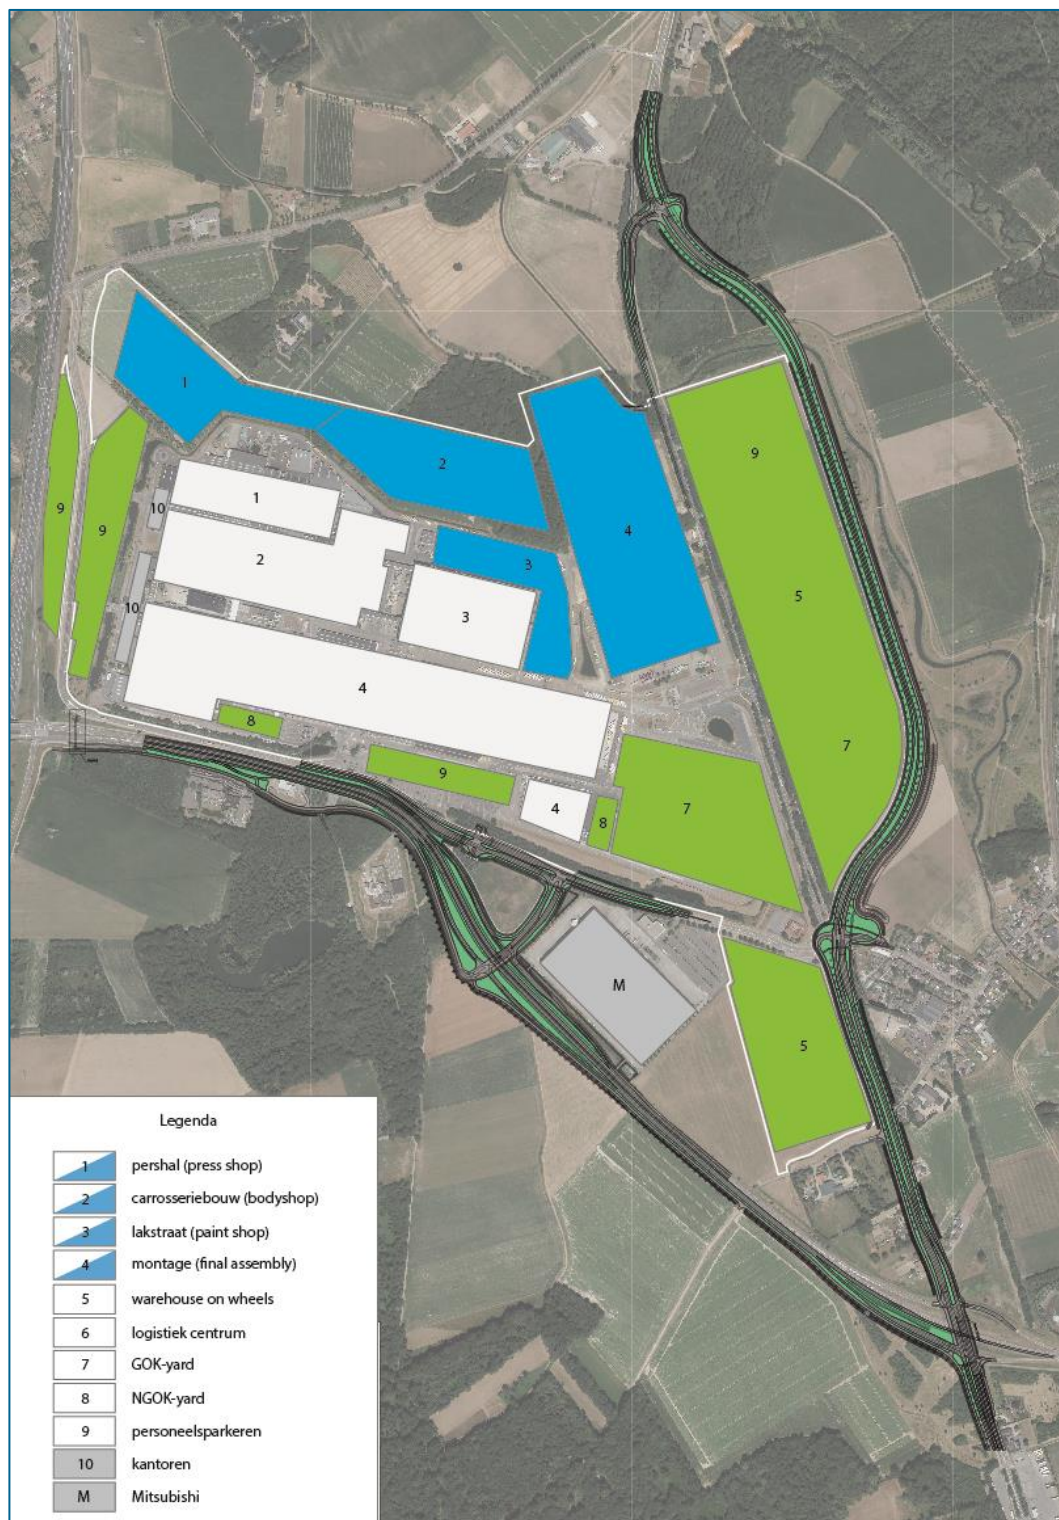 1
2
9
9
9
1
10
2
4
3
5
3
10
4
8
9
7
4
8
7
M
5
Legenda
1 pershal (press shop)
2 carrosseriebouw (bodyshop)
3 lakstraat (paint shop)
4 montage (final assembly)
5 warehouse on wheels
6 logistiek centrum
7 GOK-yard
8 NGOK-yard
9 personeelsparkeren
10 kantoren
M Mitsubishi